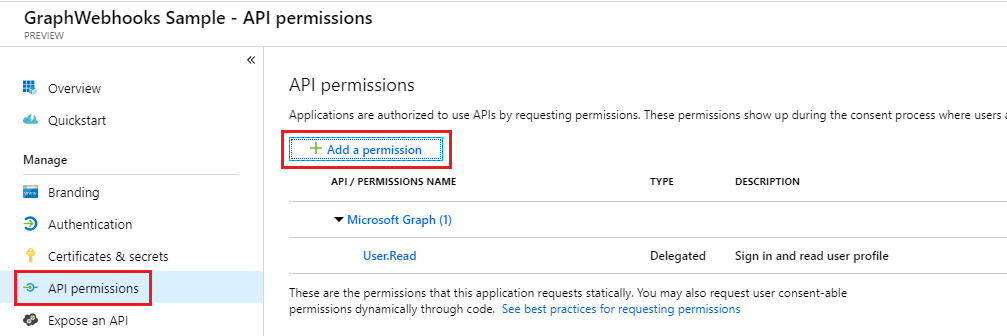 GraphWebhooks Sample - API permissions
PREVIEW
«
Overview
Quickstart
Manage
Branding
Authentication
Certificates & secrets
API permissions
Expose an API
API permissions
Applications are authorized to use APIs by requesting permissions. These permissions show up during the consent process where users a
+ Add a permission
API / PERMISSIONS NAME TYPE DESCRIPTION
Microsoft Graph (1)
User.Read Delegated Sign in and read user profile
These are the permissions that this application requests statically. You may also request user consent-able
permissions dynamically through code. See best practices for requesting permissions